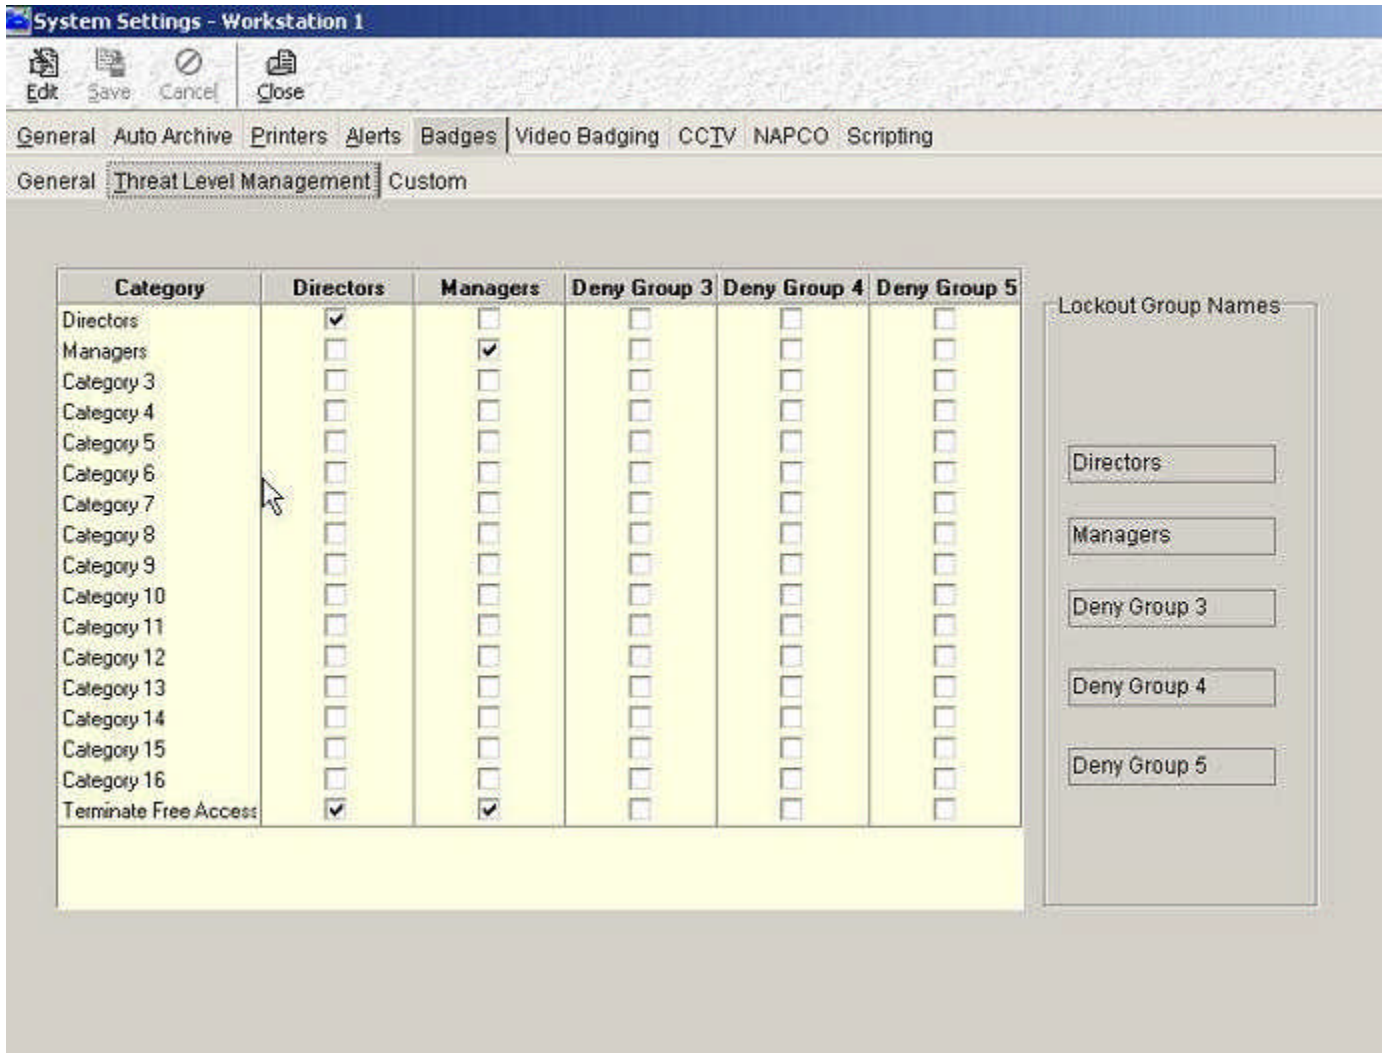 System Settings - Workstation 1
Edit Save Cancel Close
General Auto Archive Printers Alerts Badges Video Badging CCTV NAPCO Scripting
General Threat Level Management Custom
Category Directors Managers Deny Group 3 Deny Group 4 Deny Group 5
Directors
Managers
Category 3
Category 4
Category 5
Category 6
Category 7
Category 8
Category 9
Category 10
Category 11
Category 12
Category 13
Category 14
Category 15
Category 16
Terminate Free Access
Lockout Group Names
Directors
Managers
Deny Group 3
Deny Group 4
Deny Group 5